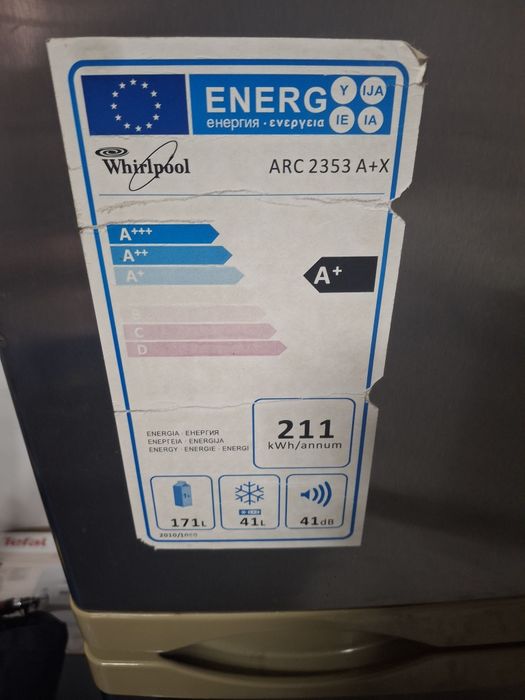 ENERG
Y IJA
енергия · ενεργεια
IE IA
Whirlpool
ARC 2353 A+X
A+++
A++
A+
A+
B
C
D
ENERGIA · ЕНЕРГИЯ
ΕΝΕΡΓΕΙΑ · ENERGIJA
ENERGY · ENERGIE · ENERGI
211
kWh/annum
171L
41L
41dB
2010/1060
Tefal